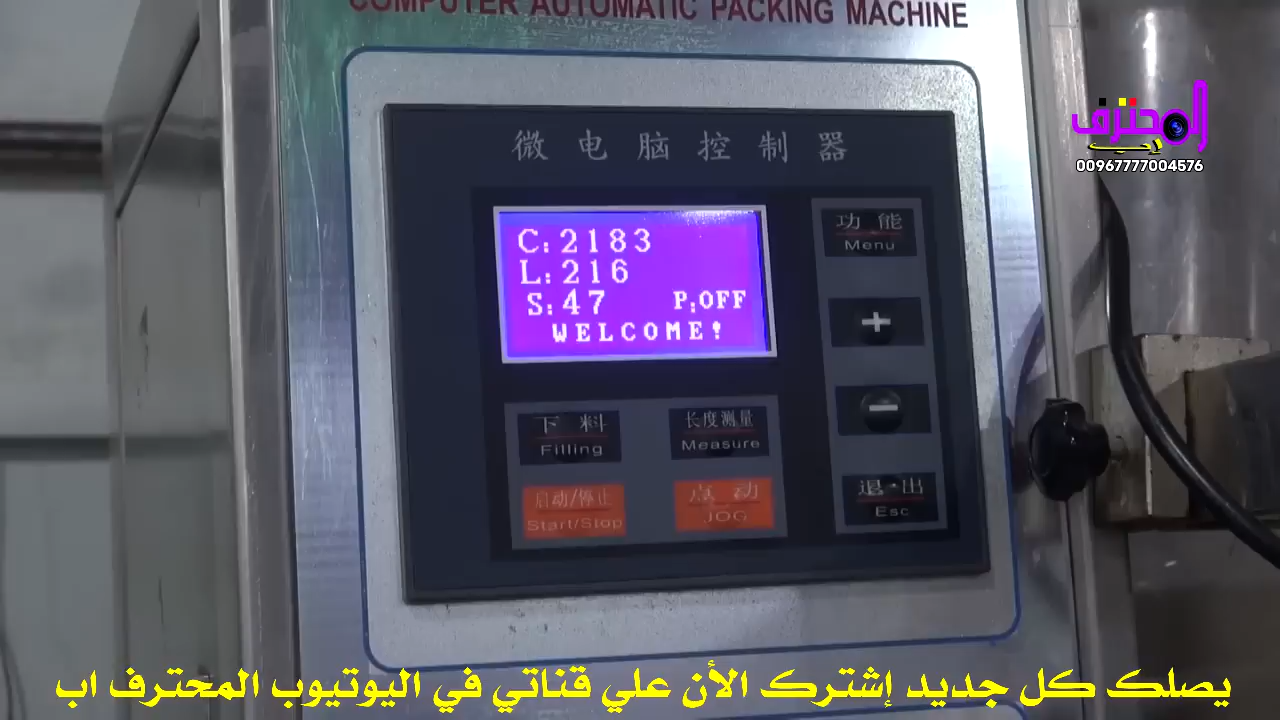 COMPUTER AUTOMATIC PACKING MACHINE
المحترف
اب
00967777004576
微电脑控制器
C:2183
L:216
S:47 P:OFF
WELCOME!
功能
Menu
+
−
下料
Filling
长度测量
Measure
启动/停止
Start/Stop
点动
JOG
退出
Esc
يصلك كل جديد إشترك الأن علي قناتي في اليوتيوب المحترف اب